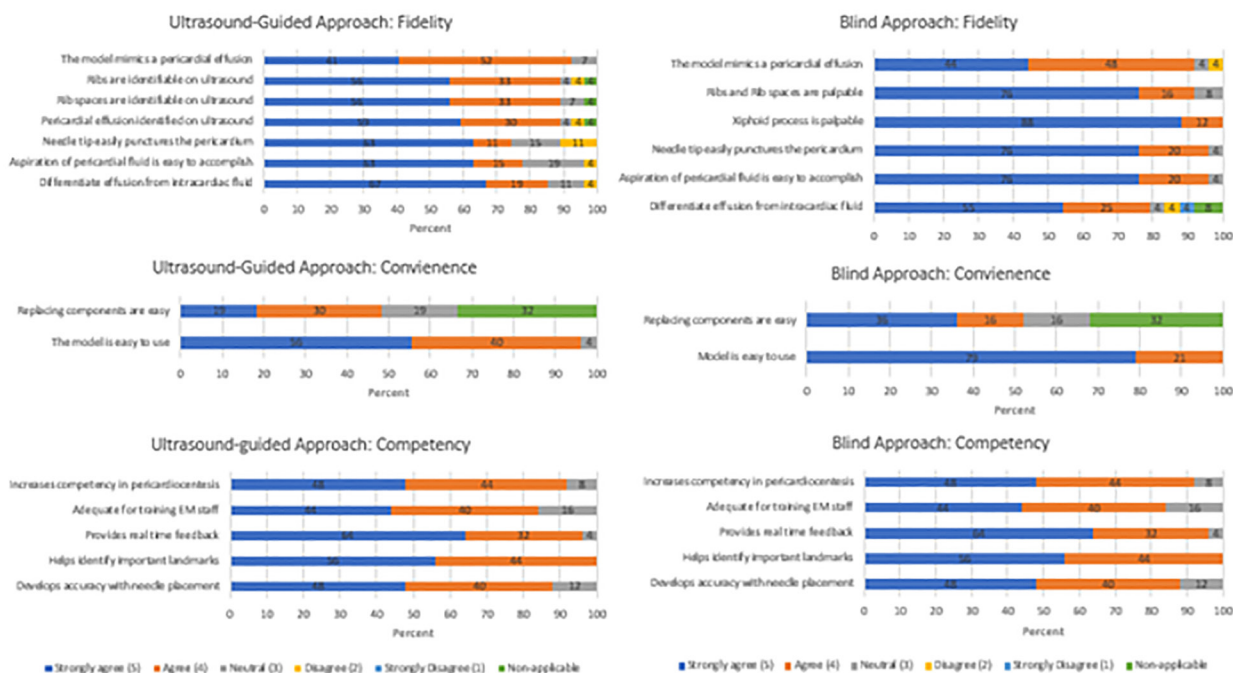 Ultrasound-Guided Approach: Fidelity
The model mimics a pericardial effusion 41 52 7
Ribs are identifiable on ultrasound 56 33 4 4 4
Rib spaces are identifiable on ultrasound 56 33 7 4
Pericardial effusion identified on ultrasound 59 30 4 4 4
Needle tip easily punctures the pericardium 63 11 15 11
Aspiration of pericardial fluid is easy to accomplish 63 15 19 4
Differentiate effusion from intracardiac fluid 67 19 11 4
0 10 20 30 40 50 60 70 80 90 100
Percent
Ultrasound-Guided Approach: Convienence
Replacing components are easy 19 30 19 32
The model is easy to use 56 40 4
0 10 20 30 40 50 60 70 80 90 100
Percent
Ultrasound-guided Approach: Competency
Increases competency in pericardiocentesis 48 44 8
Adequate for training EM staff 44 40 16
Provides real time feedback 64 32 4
Helps identify important landmarks 56 44
Develops accuracy with needle placement 48 40 12
0 10 20 30 40 50 60 70 80 90 100
Percent
Strongly agree (5) Agree (4) Neutral (3) Disagree (2) Strongly Disagree (1) Non-applicable
Blind Approach: Fidelity
The model mimics a pericardial effusion 44 48 4 4
Ribs and Rib spaces are palpable 76 16 8
Xiphoid process is palpable 88 12
Needle tip easily punctures the pericardium 76 20 4
Aspiration of pericardial fluid is easy to accomplish 76 20 4
Differentiate effusion from intracardiac fluid 55 25 4 4 4 8
0 10 20 30 40 50 60 70 80 90 100
Percent
Blind Approach: Convienence
Replacing components are easy 36 16 16 32
Model is easy to use 79 21
0 10 20 30 40 50 60 70 80 90 100
Percent
Blind Approach: Competency
Increases competency in pericardiocentesis 48 44 8
Adequate for training EM staff 44 40 16
Provides real time feedback 64 32 4
Helps identify important landmarks 56 44
Develops accuracy with needle placement 48 40 12
0 10 20 30 40 50 60 70 80 90 100
Percent
Strongly agree (5) Agree (4) Neutral (3) Disagree (2) Strongly Disagree (1) Non-applicable